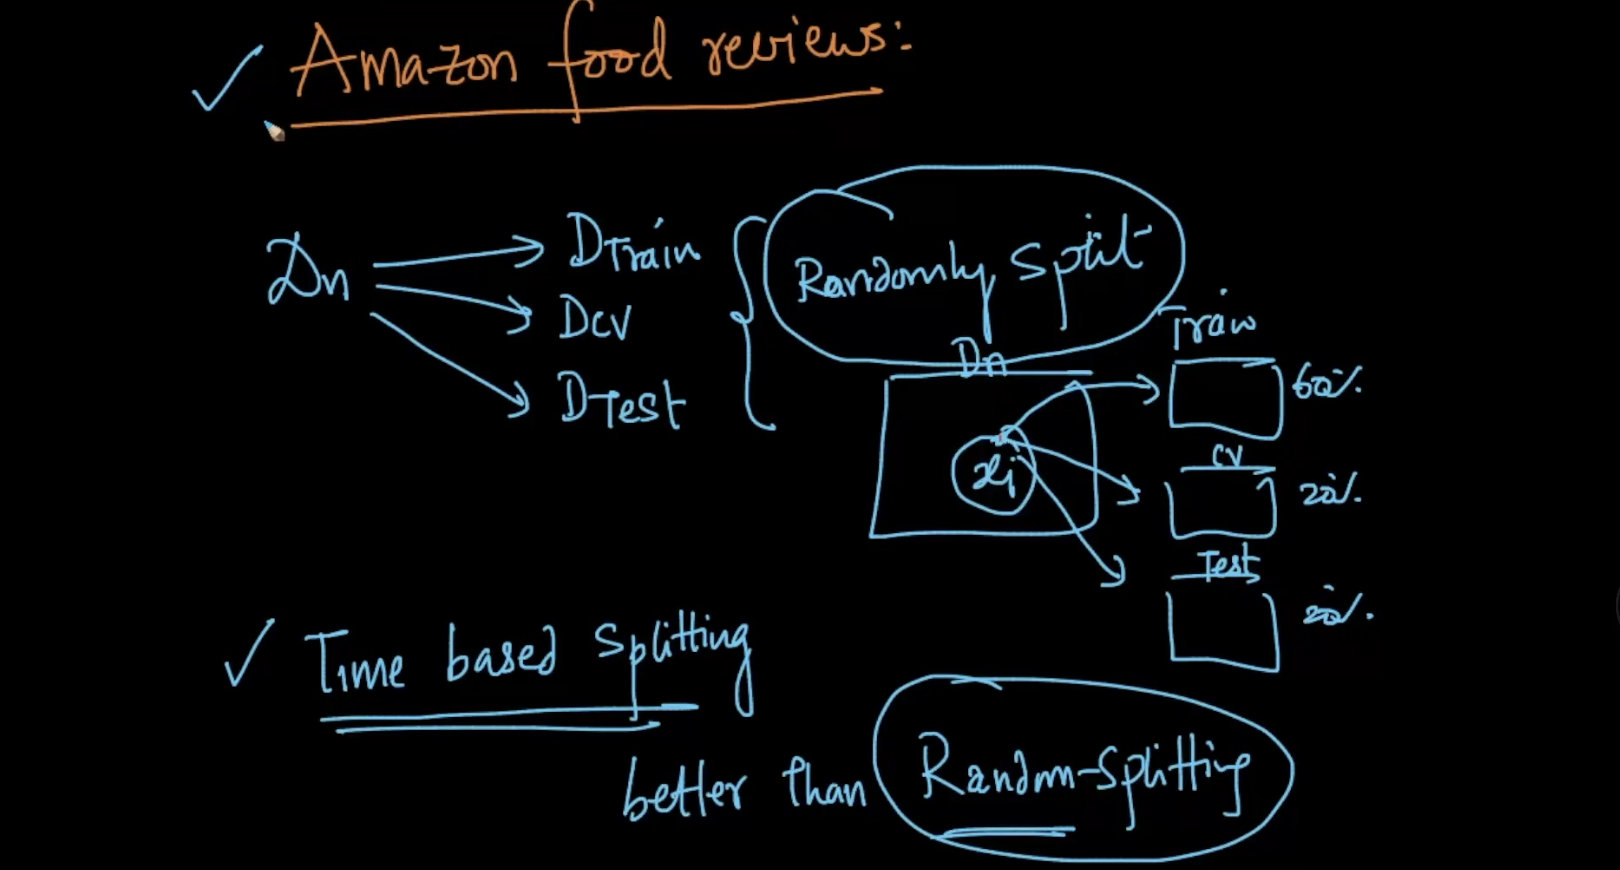 Amazon food reviews:
Dn
DTrain
DCV
DTest
Randomly Split
Dn
xi
Train
60%
CV
20%
Test
20%
Time based splitting
better than Random-splitting